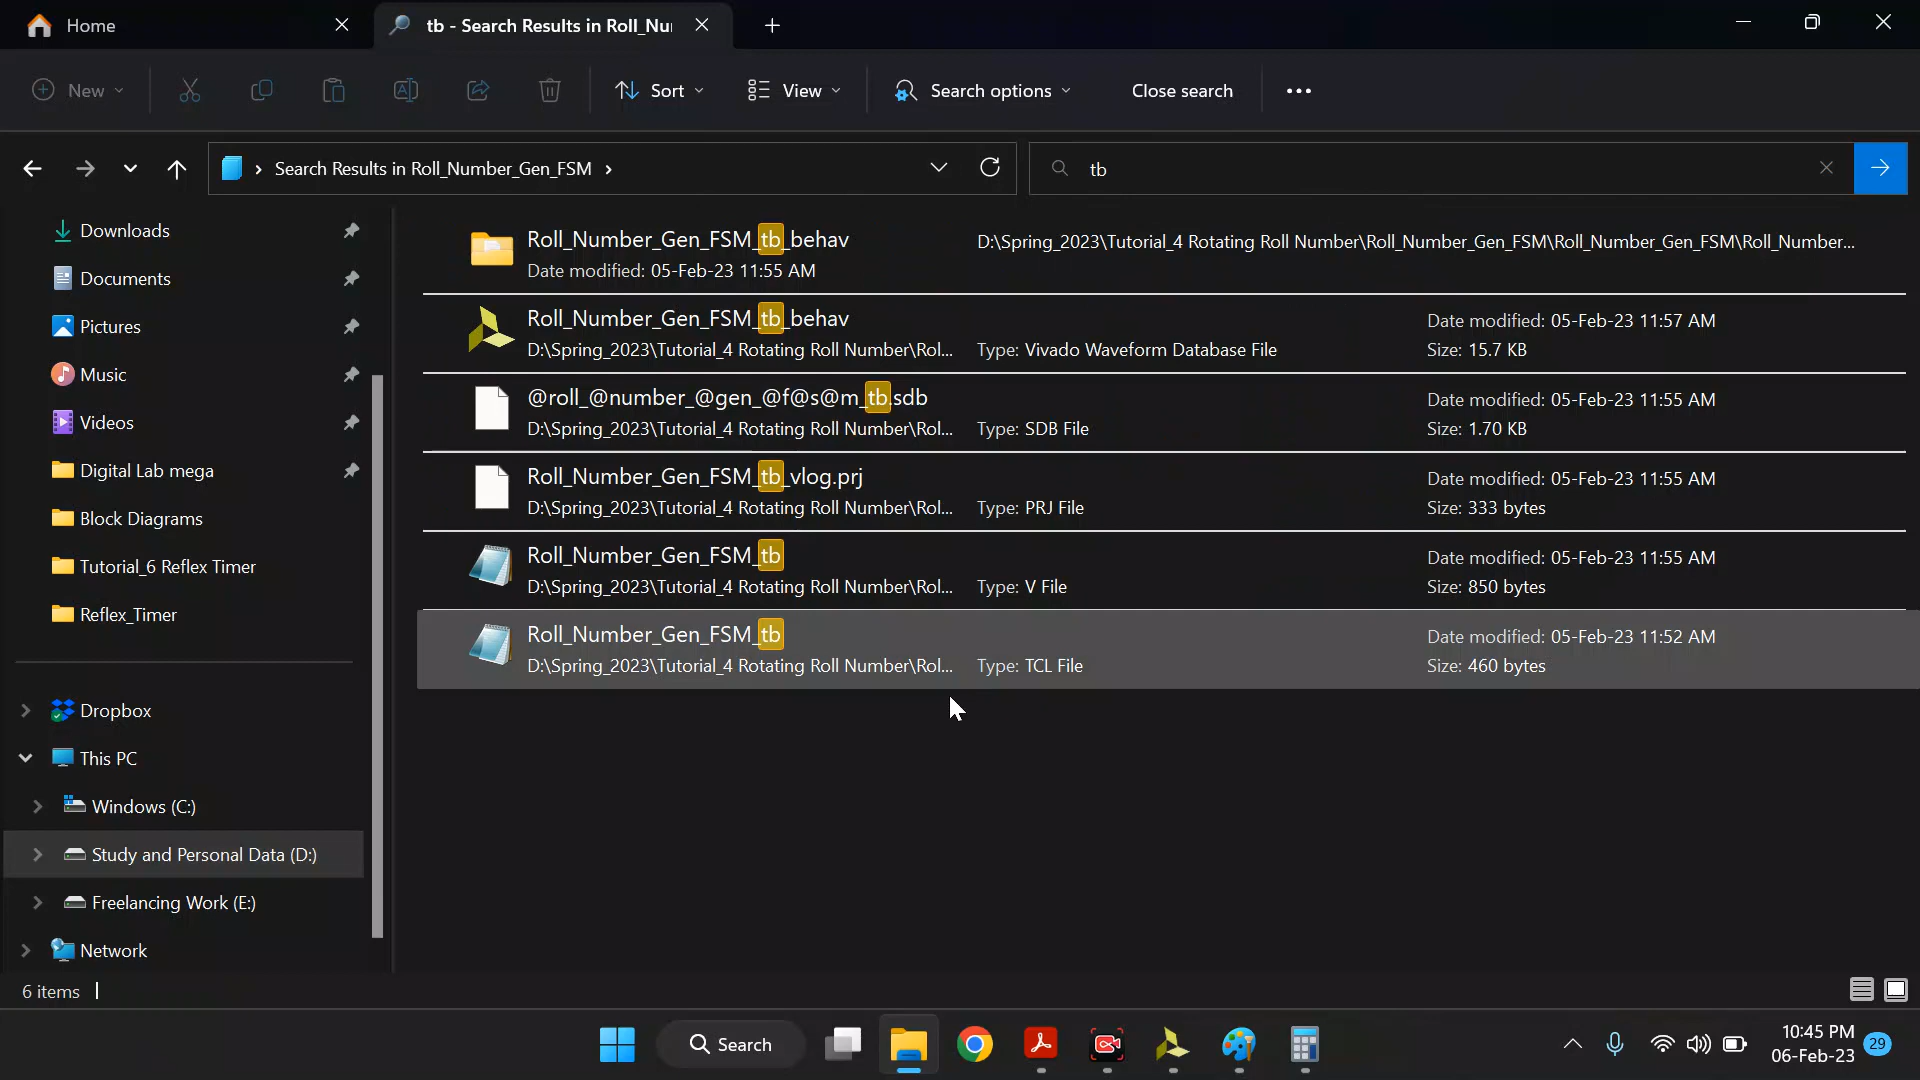 Home
tb - Search Results in Roll_Nu
New
Sort
View
Search options
Close search
Search Results in Roll_Number_Gen_FSM
tb
Downloads
Documents
Pictures
Music
Videos
Digital Lab mega
Block Diagrams
Tutorial_6 Reflex Timer
Reflex_Timer
Dropbox
This PC
Windows (C:)
Study and Personal Data (D:)
Freelancing Work (E:)
Network
Roll_Number_Gen_FSM_tb_behav
Date modified: 05-Feb-23 11:55 AM
D:\Spring_2023\Tutorial_4 Rotating Roll Number\Roll_Number_Gen_FSM\Roll_Number_Gen_FSM\Roll_Number...
Roll_Number_Gen_FSM_tb_behav
D:\Spring_2023\Tutorial_4 Rotating Roll Number\Rol...
Type: Vivado Waveform Database File
Date modified: 05-Feb-23 11:57 AM
Size: 15.7 KB
@roll_@number_@gen_@f@s@m_tb.sdb
D:\Spring_2023\Tutorial_4 Rotating Roll Number\Rol...
Type: SDB File
Date modified: 05-Feb-23 11:55 AM
Size: 1.70 KB
Roll_Number_Gen_FSM_tb_vlog.prj
D:\Spring_2023\Tutorial_4 Rotating Roll Number\Rol...
Type: PRJ File
Date modified: 05-Feb-23 11:55 AM
Size: 333 bytes
Roll_Number_Gen_FSM_tb
D:\Spring_2023\Tutorial_4 Rotating Roll Number\Rol...
Type: V File
Date modified: 05-Feb-23 11:55 AM
Size: 850 bytes
Roll_Number_Gen_FSM_tb
D:\Spring_2023\Tutorial_4 Rotating Roll Number\Rol...
Type: TCL File
Date modified: 05-Feb-23 11:52 AM
Size: 460 bytes
6 items
Search
10:45 PM
06-Feb-23
29